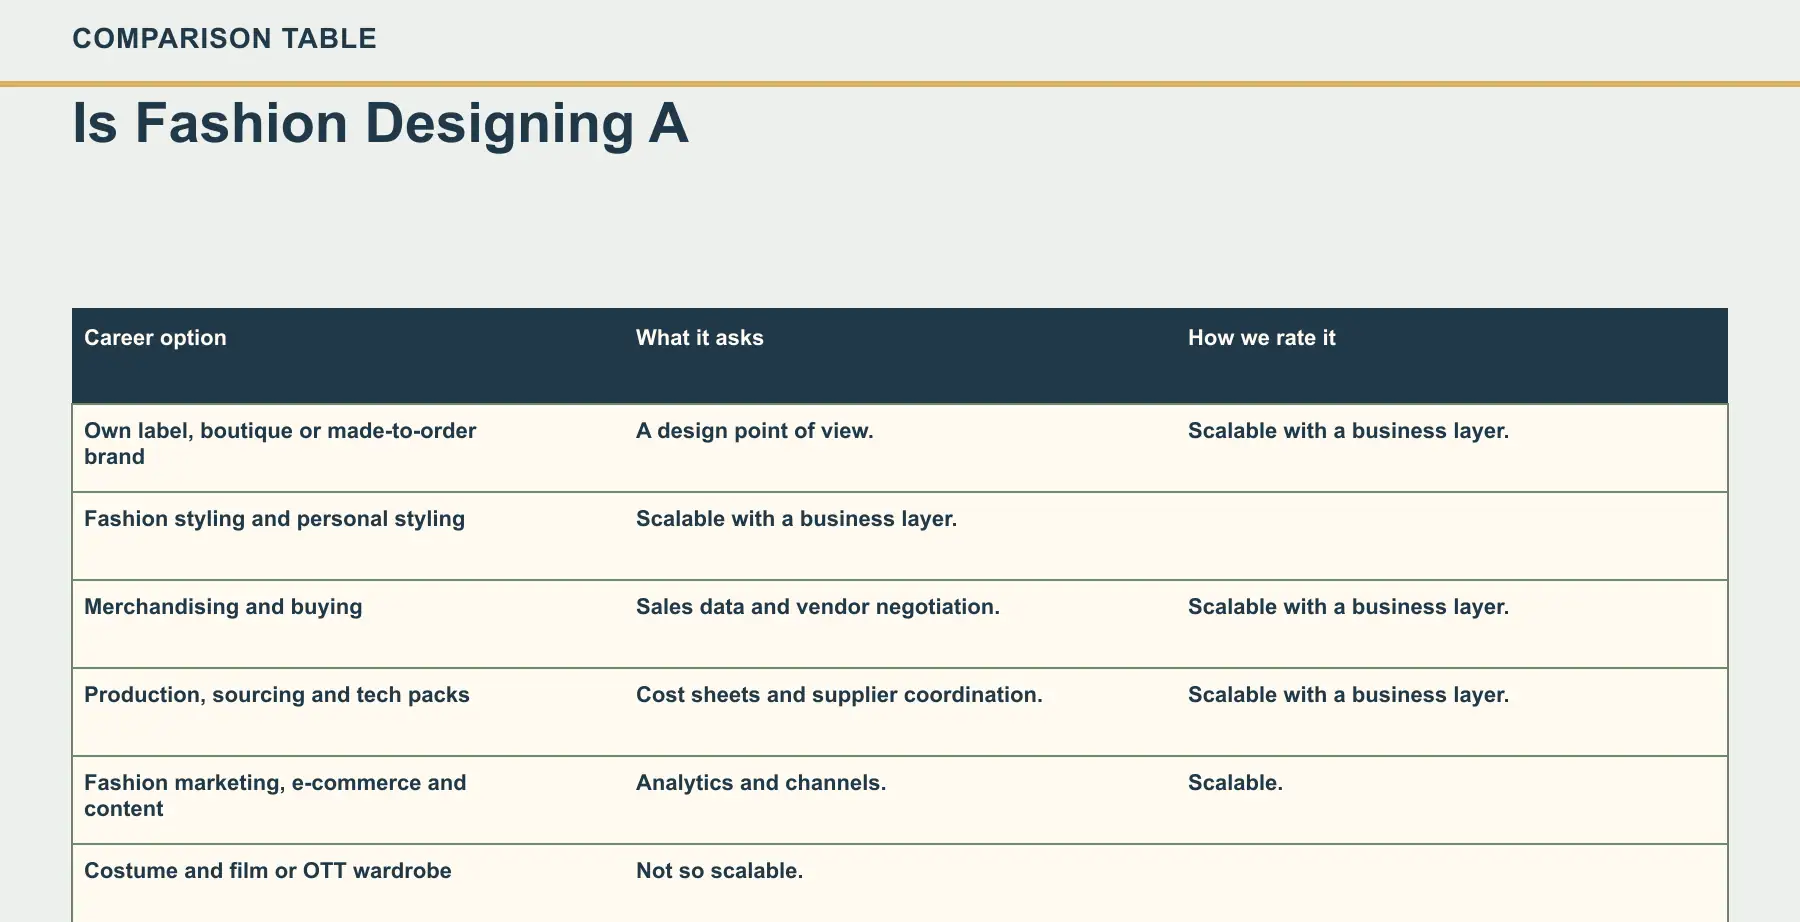 COMPARISON TABLE
Is Fashion Designing A
Career option What it asks How we rate it
Own label, boutique or made-to-order A design point of view. Scalable with a business layer.
brand
Fashion styling and personal styling Scalable with a business layer.
Merchandising and buying Sales data and vendor negotiation. Scalable with a business layer.
Production, sourcing and tech packs Cost sheets and supplier coordination. Scalable with a business layer.
Fashion marketing, e-commerce and Analytics and channels. Scalable.
content
Costume and film or OTT wardrobe Not so scalable.